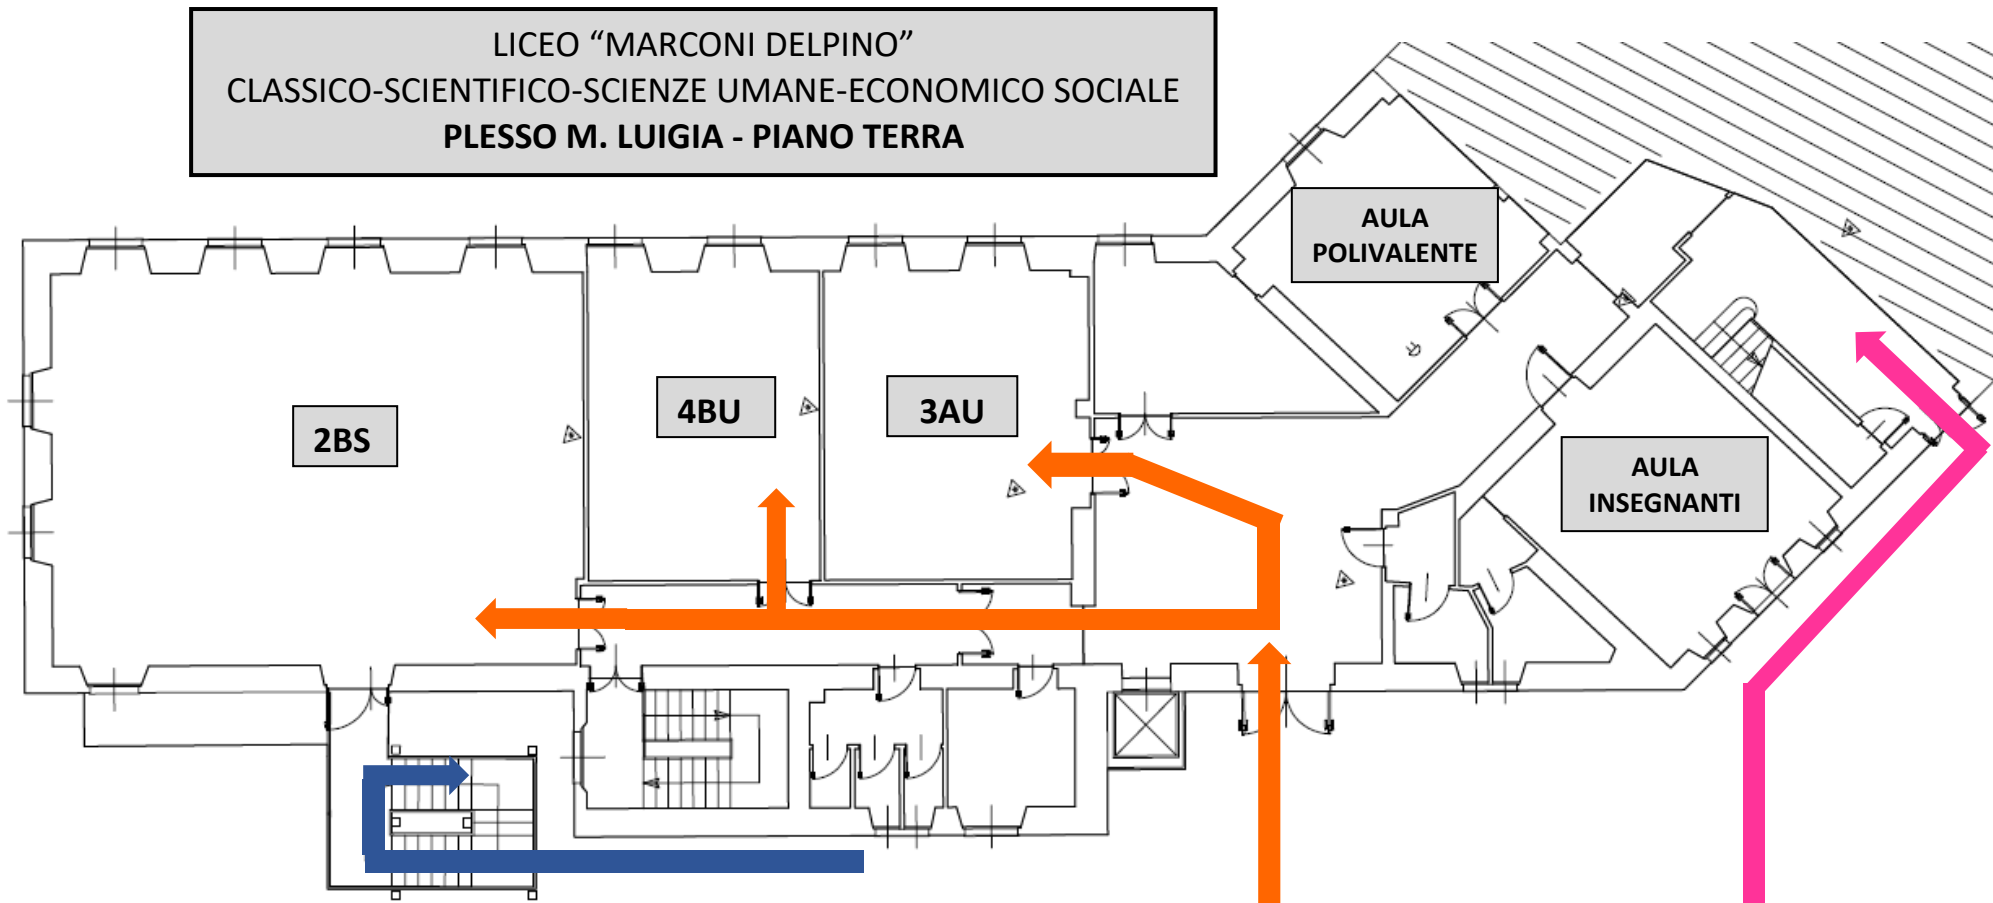 LICEO “MARCONI DELPINO”
CLASSICO-SCIENTIFICO-SCIENZE UMANE-ECONOMICO SOCIALE
PLESSO M. LUIGIA - PIANO TERRA
AULA
POLIVALENTE
2BS
4BU
3AU
AULA
INSEGNANTI